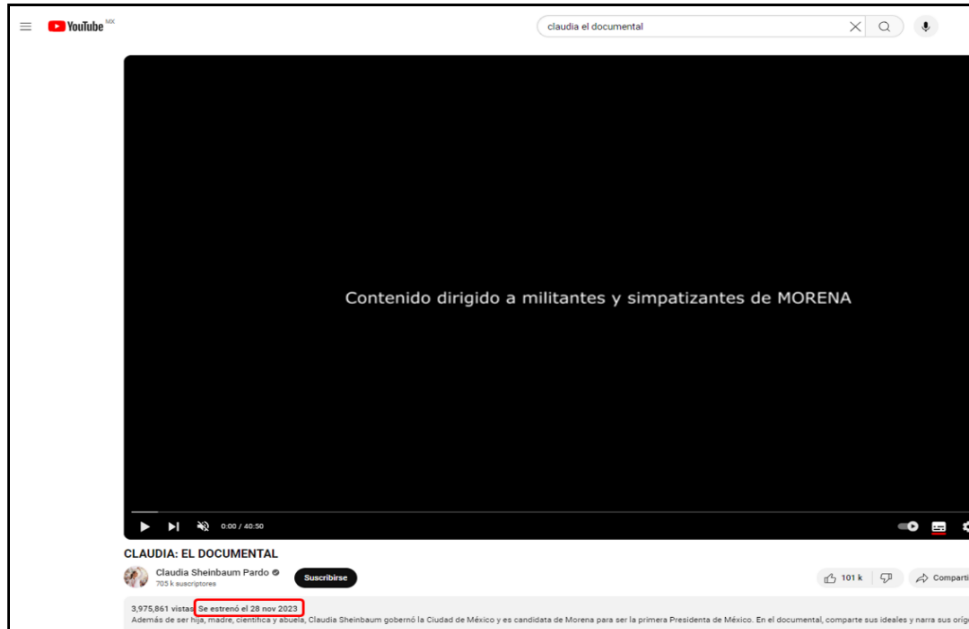 YouTube MX
claudia el documental
Contenido dirigido a militantes y simpatizantes de MORENA
0:00 / 40:50
CLAUDIA: EL DOCUMENTAL
Claudia Sheinbaum Pardo
705 k suscriptores
Suscribirse
101 k
Comparti
3,975,861 vistas Se estrenó el 28 nov 2023
Además de ser hija, madre, científica y abuela, Claudia Sheinbaum gobernó la Ciudad de México y es candidata de Morena para ser la primera Presidenta de México. En el documental, comparte sus ideales y narra sus oríg